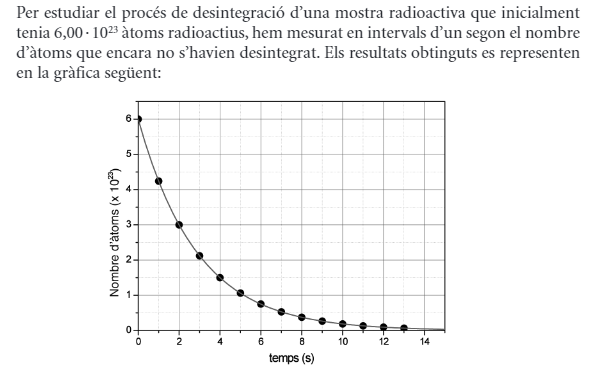 Per estudiar el procés de desintegració d’una mostra radioactiva que inicialment
tenia 6,00 · 10²³ àtoms radioactius, hem mesurat en intervals d’un segon el nombre
d’àtoms que encara no s’havien desintegrat. Els resultats obtinguts es representen
en la gràfica següent:
Nombre d'àtoms (x 10²³)
6
5
4
3
2
1
0
0 2 4 6 8 10 12 14
temps (s)